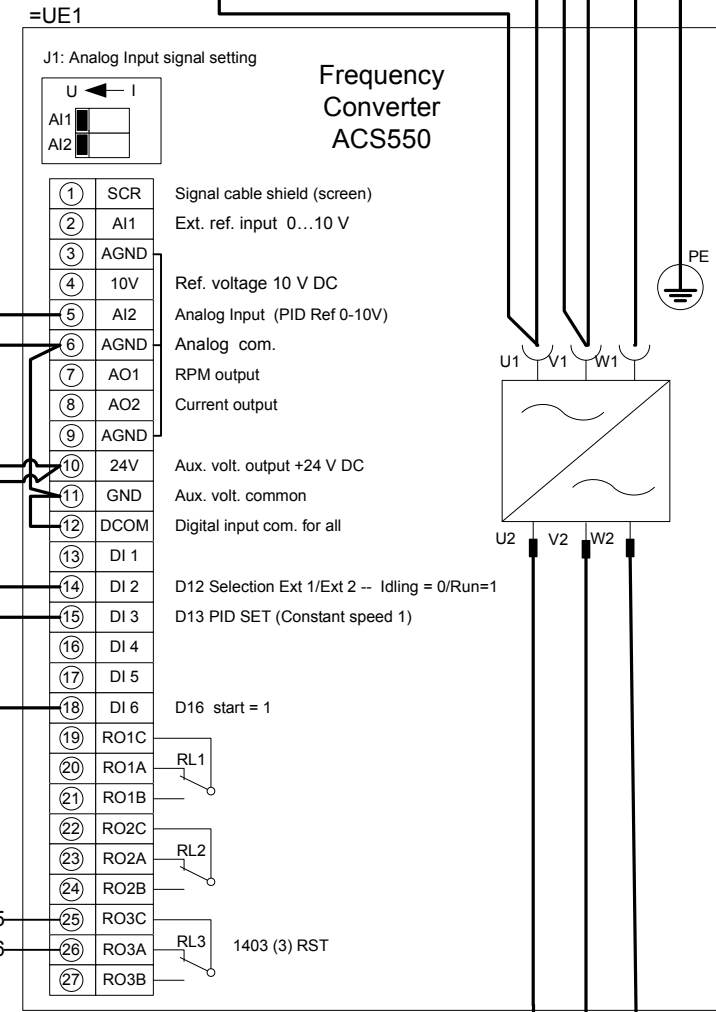 =UE1
J1: Analog Input signal setting
U I
AI1
AI2
Frequency
Converter
ACS550
1 SCR Signal cable shield (screen)
2 AI1 Ext. ref. input 0…10 V
3 AGND
4 10V Ref. voltage 10 V DC
5 AI2 Analog Input (PID Ref 0-10V)
6 AGND Analog com.
7 AO1 RPM output
8 AO2 Current output
9 AGND
10 24V Aux. volt. output +24 V DC
11 GND Aux. volt. common
12 DCOM Digital input com. for all
13 DI 1
14 DI 2 D12 Selection Ext 1/Ext 2 -- Idling = 0/Run=1
15 DI 3 D13 PID SET (Constant speed 1)
16 DI 4
17 DI 5
18 DI 6 D16 start = 1
19 RO1C
20 RO1A RL1
21 RO1B
22 RO2C
23 RO2A RL2
24 RO2B
25 RO3C
26 RO3A RL3 1403 (3) RST
27 RO3B
PE
U1 V1 W1
U2 V2 W2